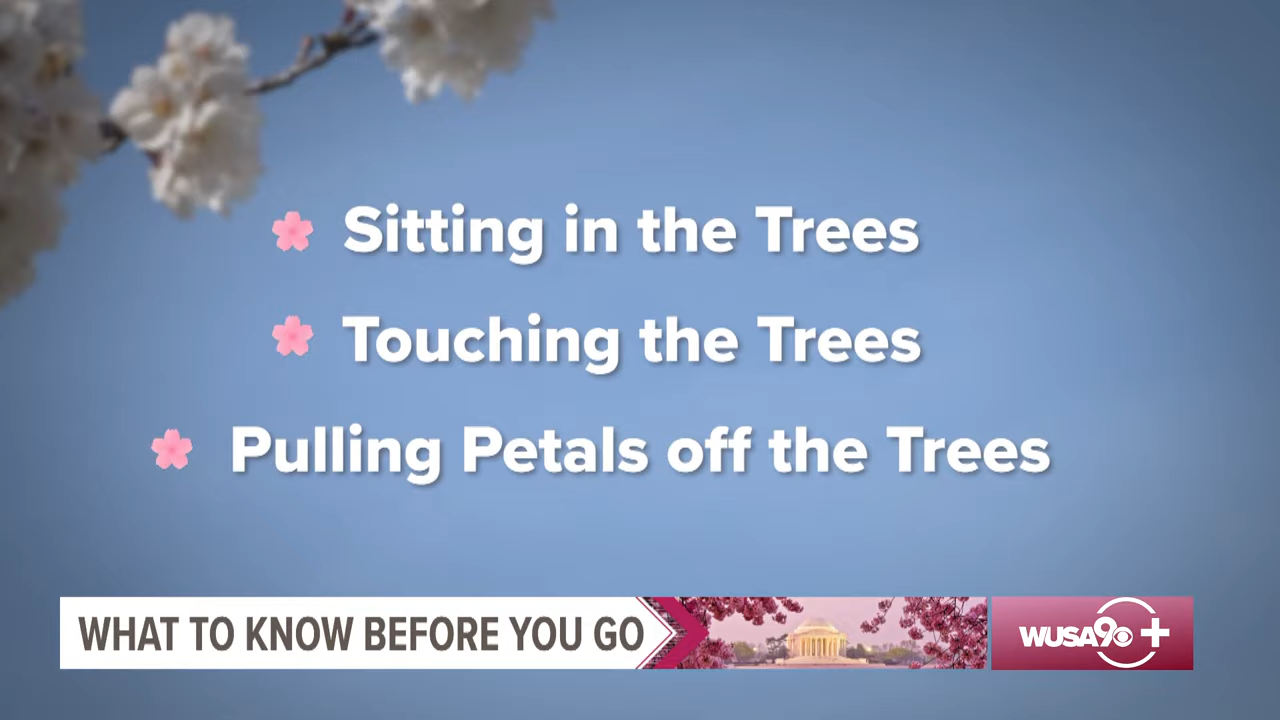 Sitting in the Trees
Touching the Trees
Pulling Petals off the Trees
WHAT TO KNOW BEFORE YOU GO
WUSA9+